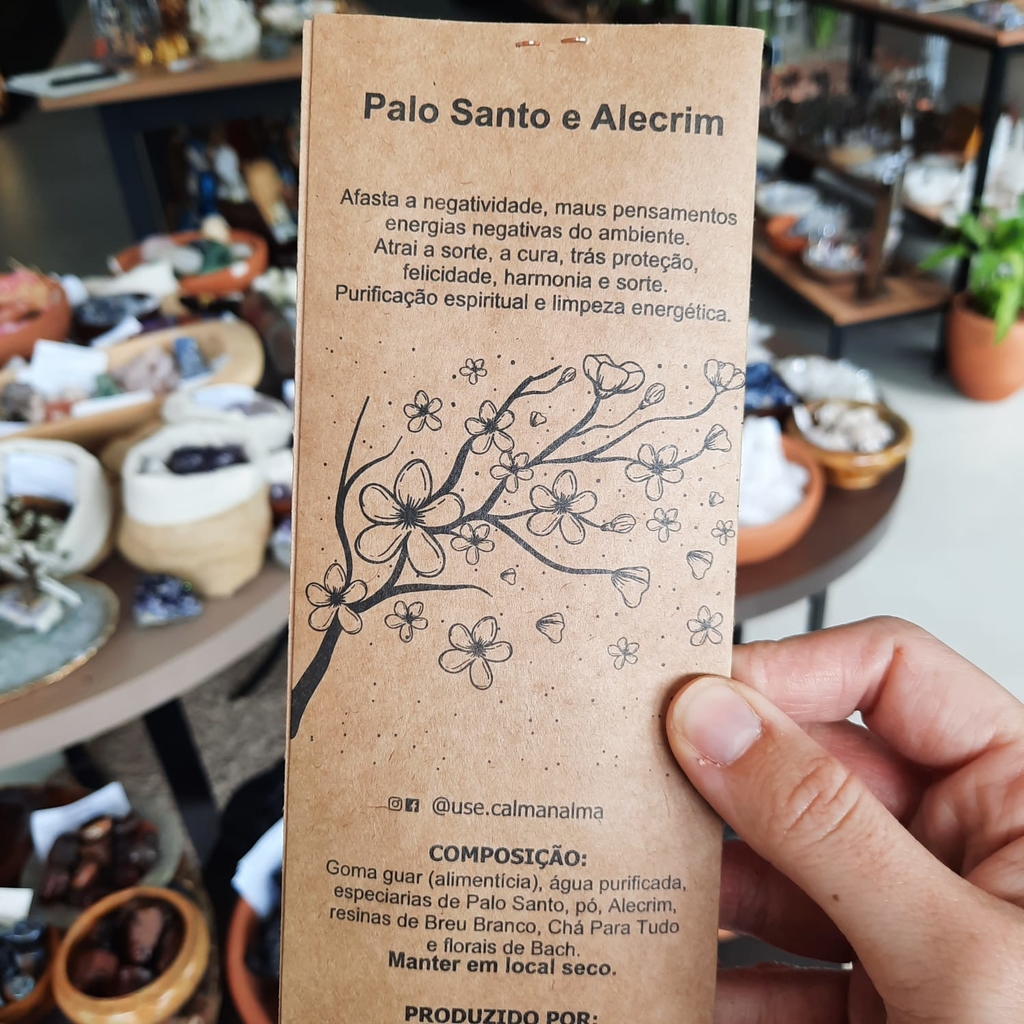 Palo Santo e Alecrim
Afasta a negatividade, maus pensamentos
energias negativas do ambiente.
Atrai a sorte, a cura, trás proteção,
felicidade, harmonia e sorte.
Purificação espiritual e limpeza energética.
@use.calmanalma
COMPOSIÇÃO:
Goma guar (alimentícia), água purificada,
especiarias de Palo Santo, pó, Alecrim,
resinas de Breu Branco, Chá Para Tudo
e florais de Bach.
Manter em local seco.
PRODUZIDO POR: